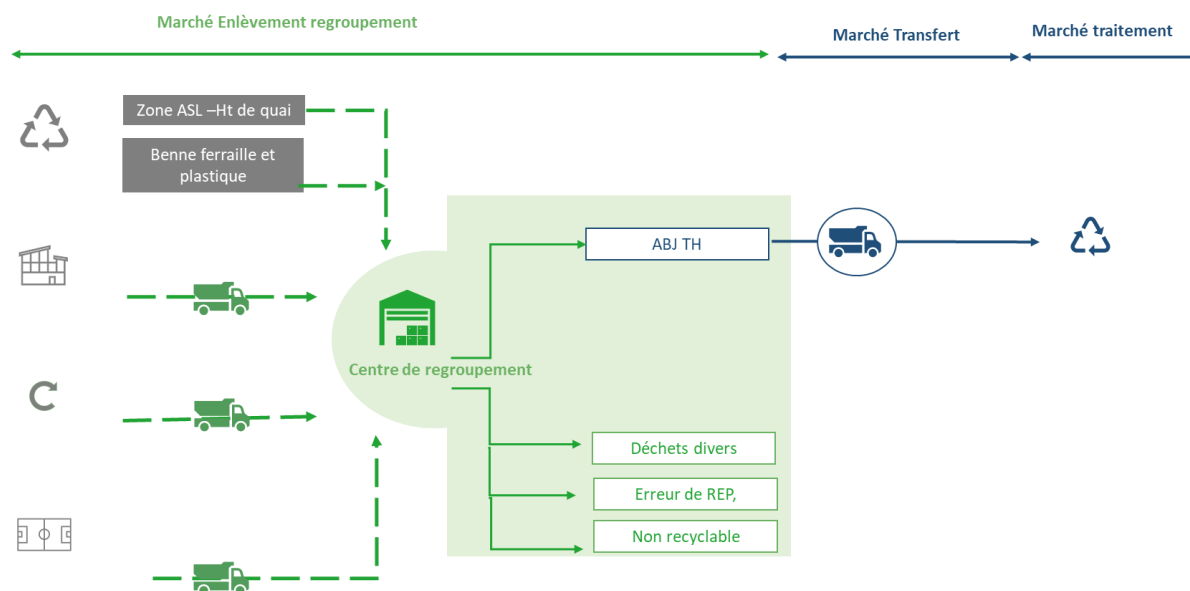 Marché Enlèvement regroupement
Marché Transfert
Marché traitement
Zone ASL –Ht de quai
Benne ferraille et
plastique
ABJ TH
Centre de regroupement
Déchets divers
Erreur de REP,
Non recyclable